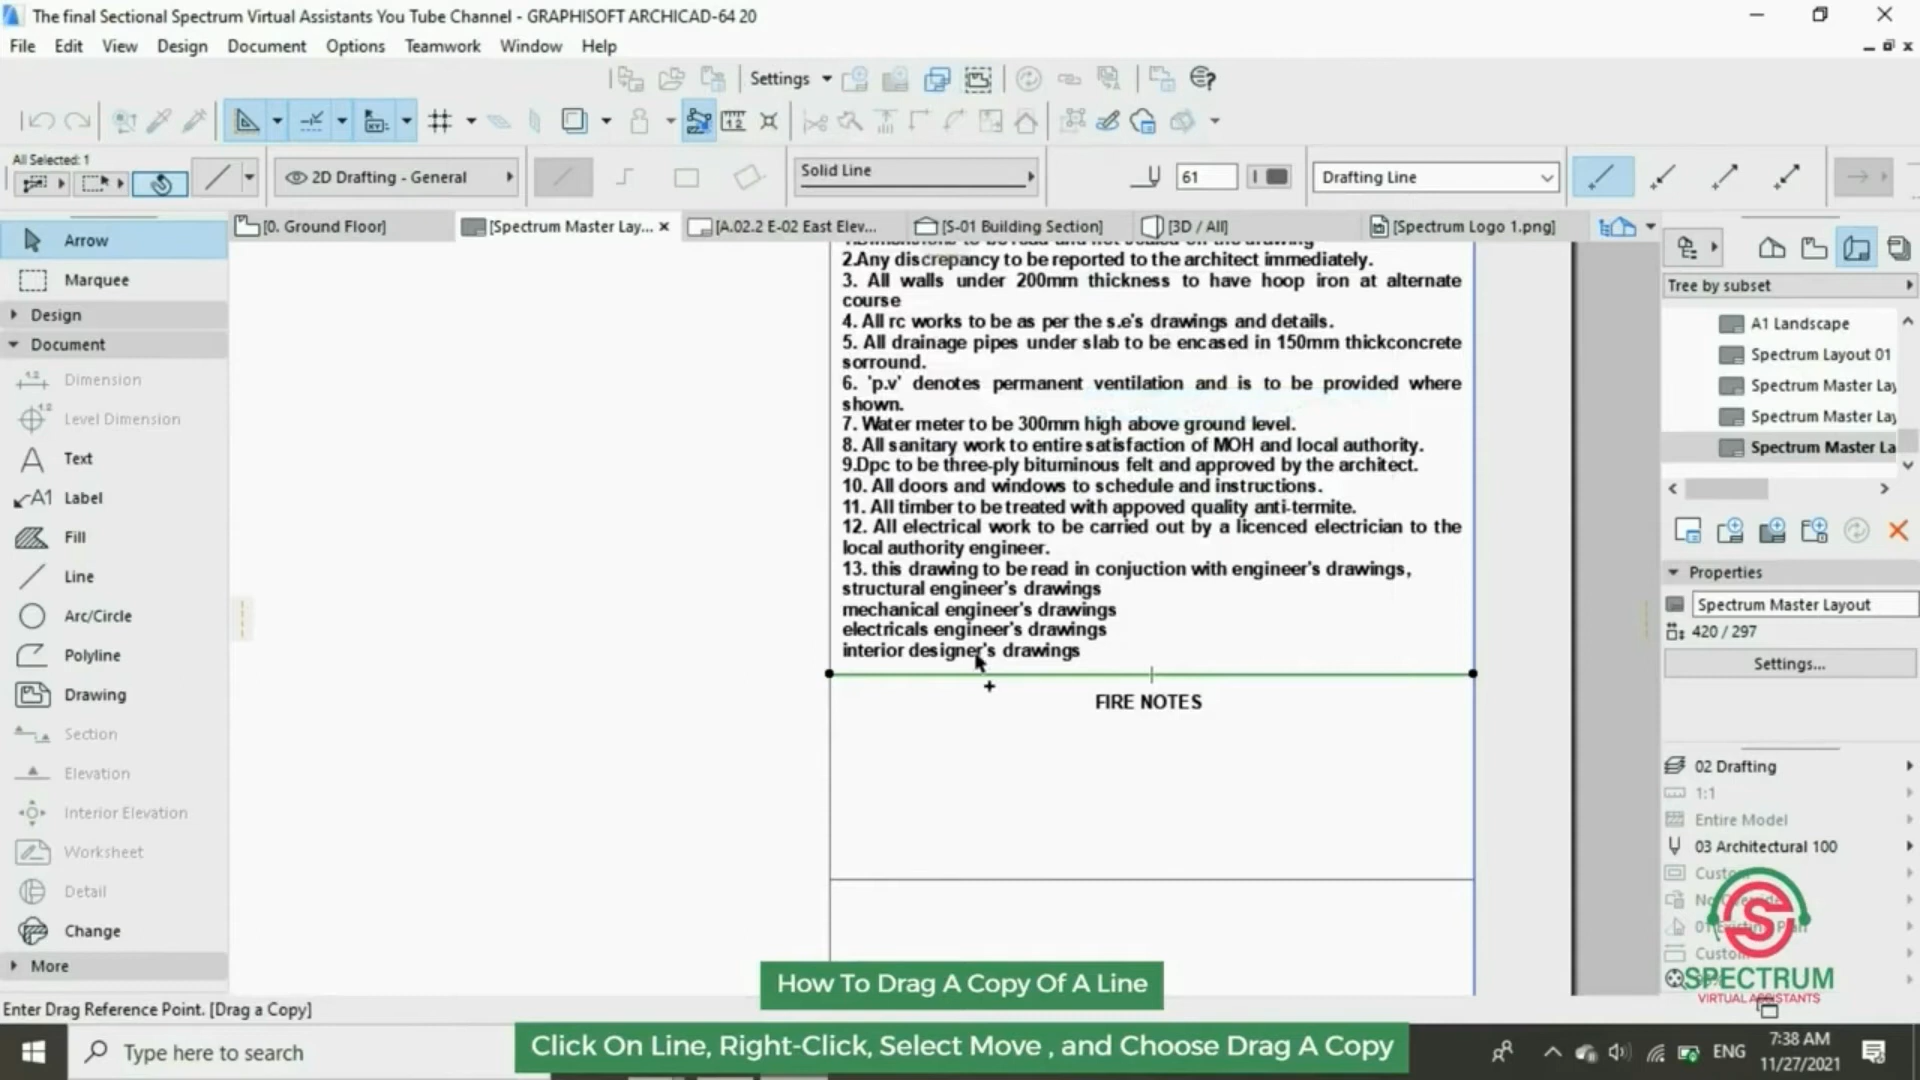 The final Sectional Spectrum Virtual Assistants You Tube Channel - GRAPHISOFT ARCHICAD-64 20
File Edit View Design Document Options Teamwork Window Help
Settings
All Selected: 1
2D Drafting - General
Solid Line
61
Drafting Line
[0. Ground Floor]
[Spectrum Master Lay...
[A.02.2 E-02 East Elev...
[S-01 Building Section]
[3D / All]
[Spectrum Logo 1.png]
Arrow
Marquee
Design
Document
Dimension
Level Dimension
Text
Label
Fill
Line
Arc/Circle
Polyline
Drawing
Section
Elevation
Interior Elevation
Worksheet
Detail
Change
More
2.Any discrepancy to be reported to the architect immediately.
3. All walls under 200mm thickness to have hoop iron at alternate
course
4. All rc works to be as per the s.e's drawings and details.
5. All drainage pipes under slab to be encased in 150mm thickconcrete
sorround.
6. 'p.v' denotes permanent ventilation and is to be provided where
shown.
7. Water meter to be 300mm high above ground level.
8. All sanitary work to entire satisfaction of MOH and local authority.
9.Dpc to be three-ply bituminous felt and approved by the architect.
10. All doors and windows to schedule and instructions.
11. All timber to be treated with appoved quality anti-termite.
12. All electrical work to be carried out by a licenced electrician to the
local authority engineer.
13. this drawing to be read in conjuction with engineer's drawings,
structural engineer's drawings
mechanical engineer's drawings
electricals engineer's drawings
interior designer's drawings
FIRE NOTES
Tree by subset
A1 Landscape
Spectrum Layout 01
Spectrum Master Lay
Spectrum Master Lay
Spectrum Master La
Properties
Spectrum Master Layout
420 / 297
Settings...
02 Drafting
1:1
Entire Model
03 Architectural 100
SPECTRUM
VIRTUAL ASSISTANTS
How To Drag A Copy Of A Line
Enter Drag Reference Point. [Drag a Copy]
Click On Line, Right-Click, Select Move , and Choose Drag A Copy
Type here to search
ENG
7:38 AM
11/27/2021